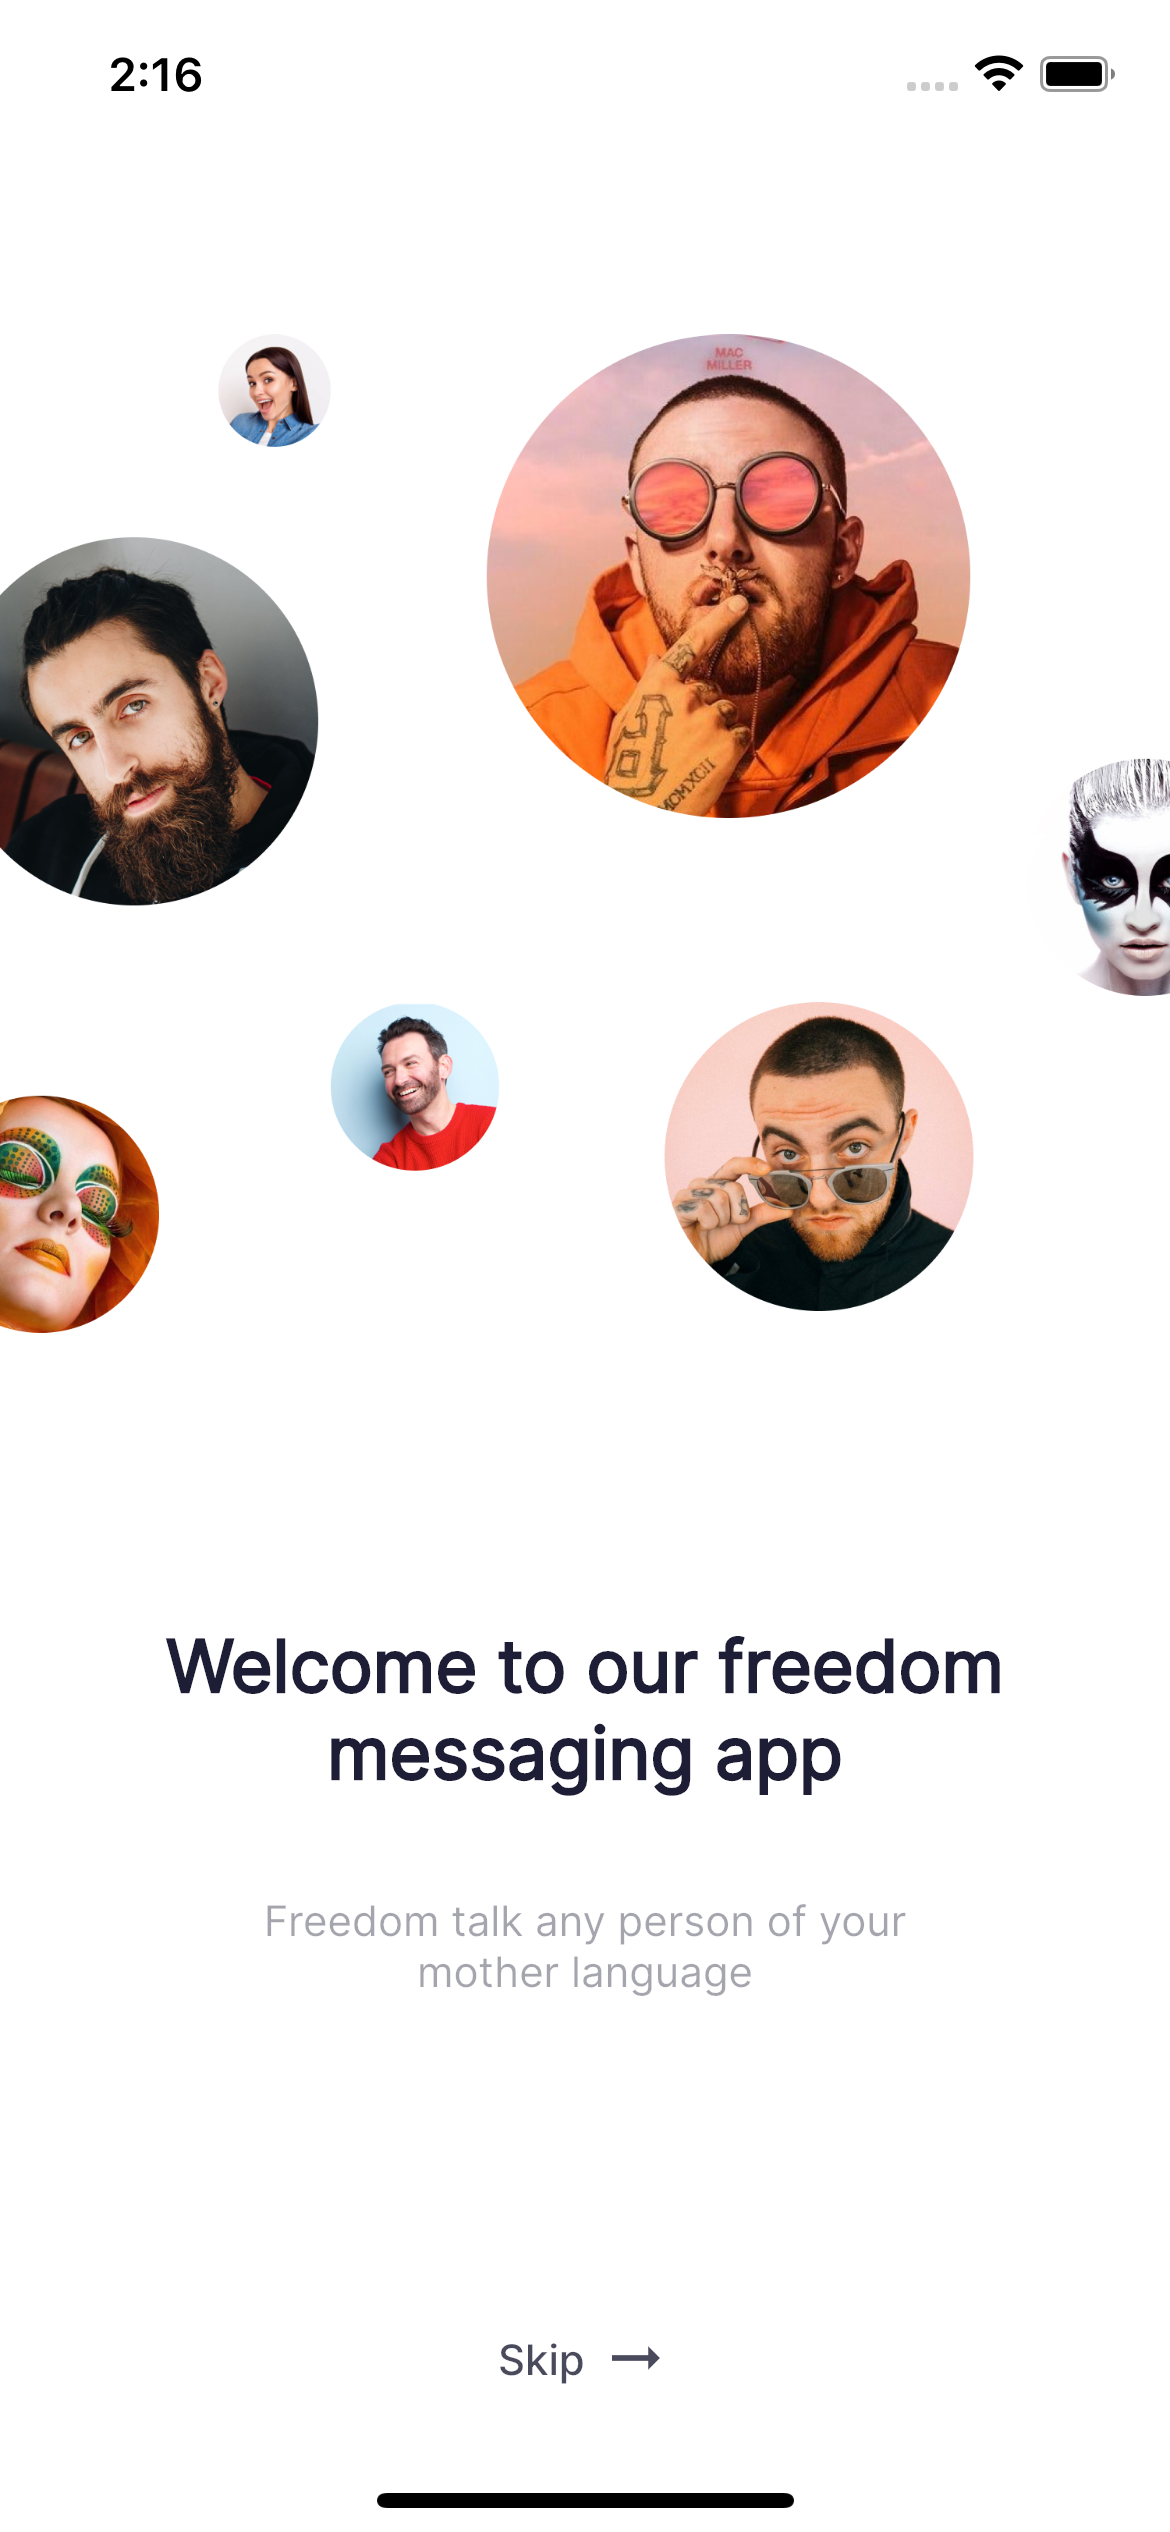 2:16
MAC
MILLER
MCMXCII
Welcome to our freedom
messaging app
Freedom talk any person of your
mother language
Skip